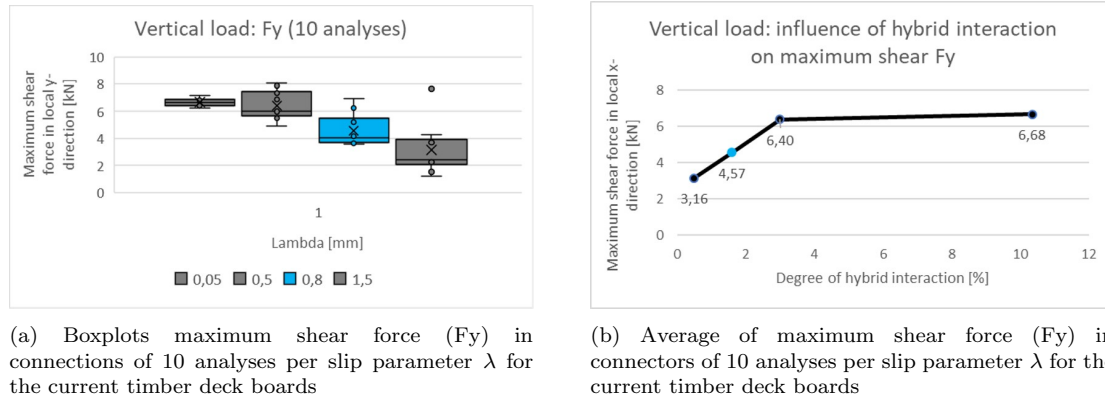 Vertical load: Fy (10 analyses)
Maximum shear
force in local y-
direction [kN]
10
8
6
4
2
0
1
Lambda [mm]
0,05 0,5 0,8 1,5
(a) Boxplots maximum shear force (Fy) in
connections of 10 analyses per slip parameter λ for
the current timber deck boards
Vertical load: influence of hybrid interaction
on maximum shear Fy
Maximum shear force in local x-
direction [kN]
8
6
4
2
0
3,16
4,57
6,40
6,68
0 2 4 6 8 10 12
Degree of hybrid interaction [%]
(b) Average of maximum shear force (Fy) in
connectors of 10 analyses per slip parameter λ for the
current timber deck boards